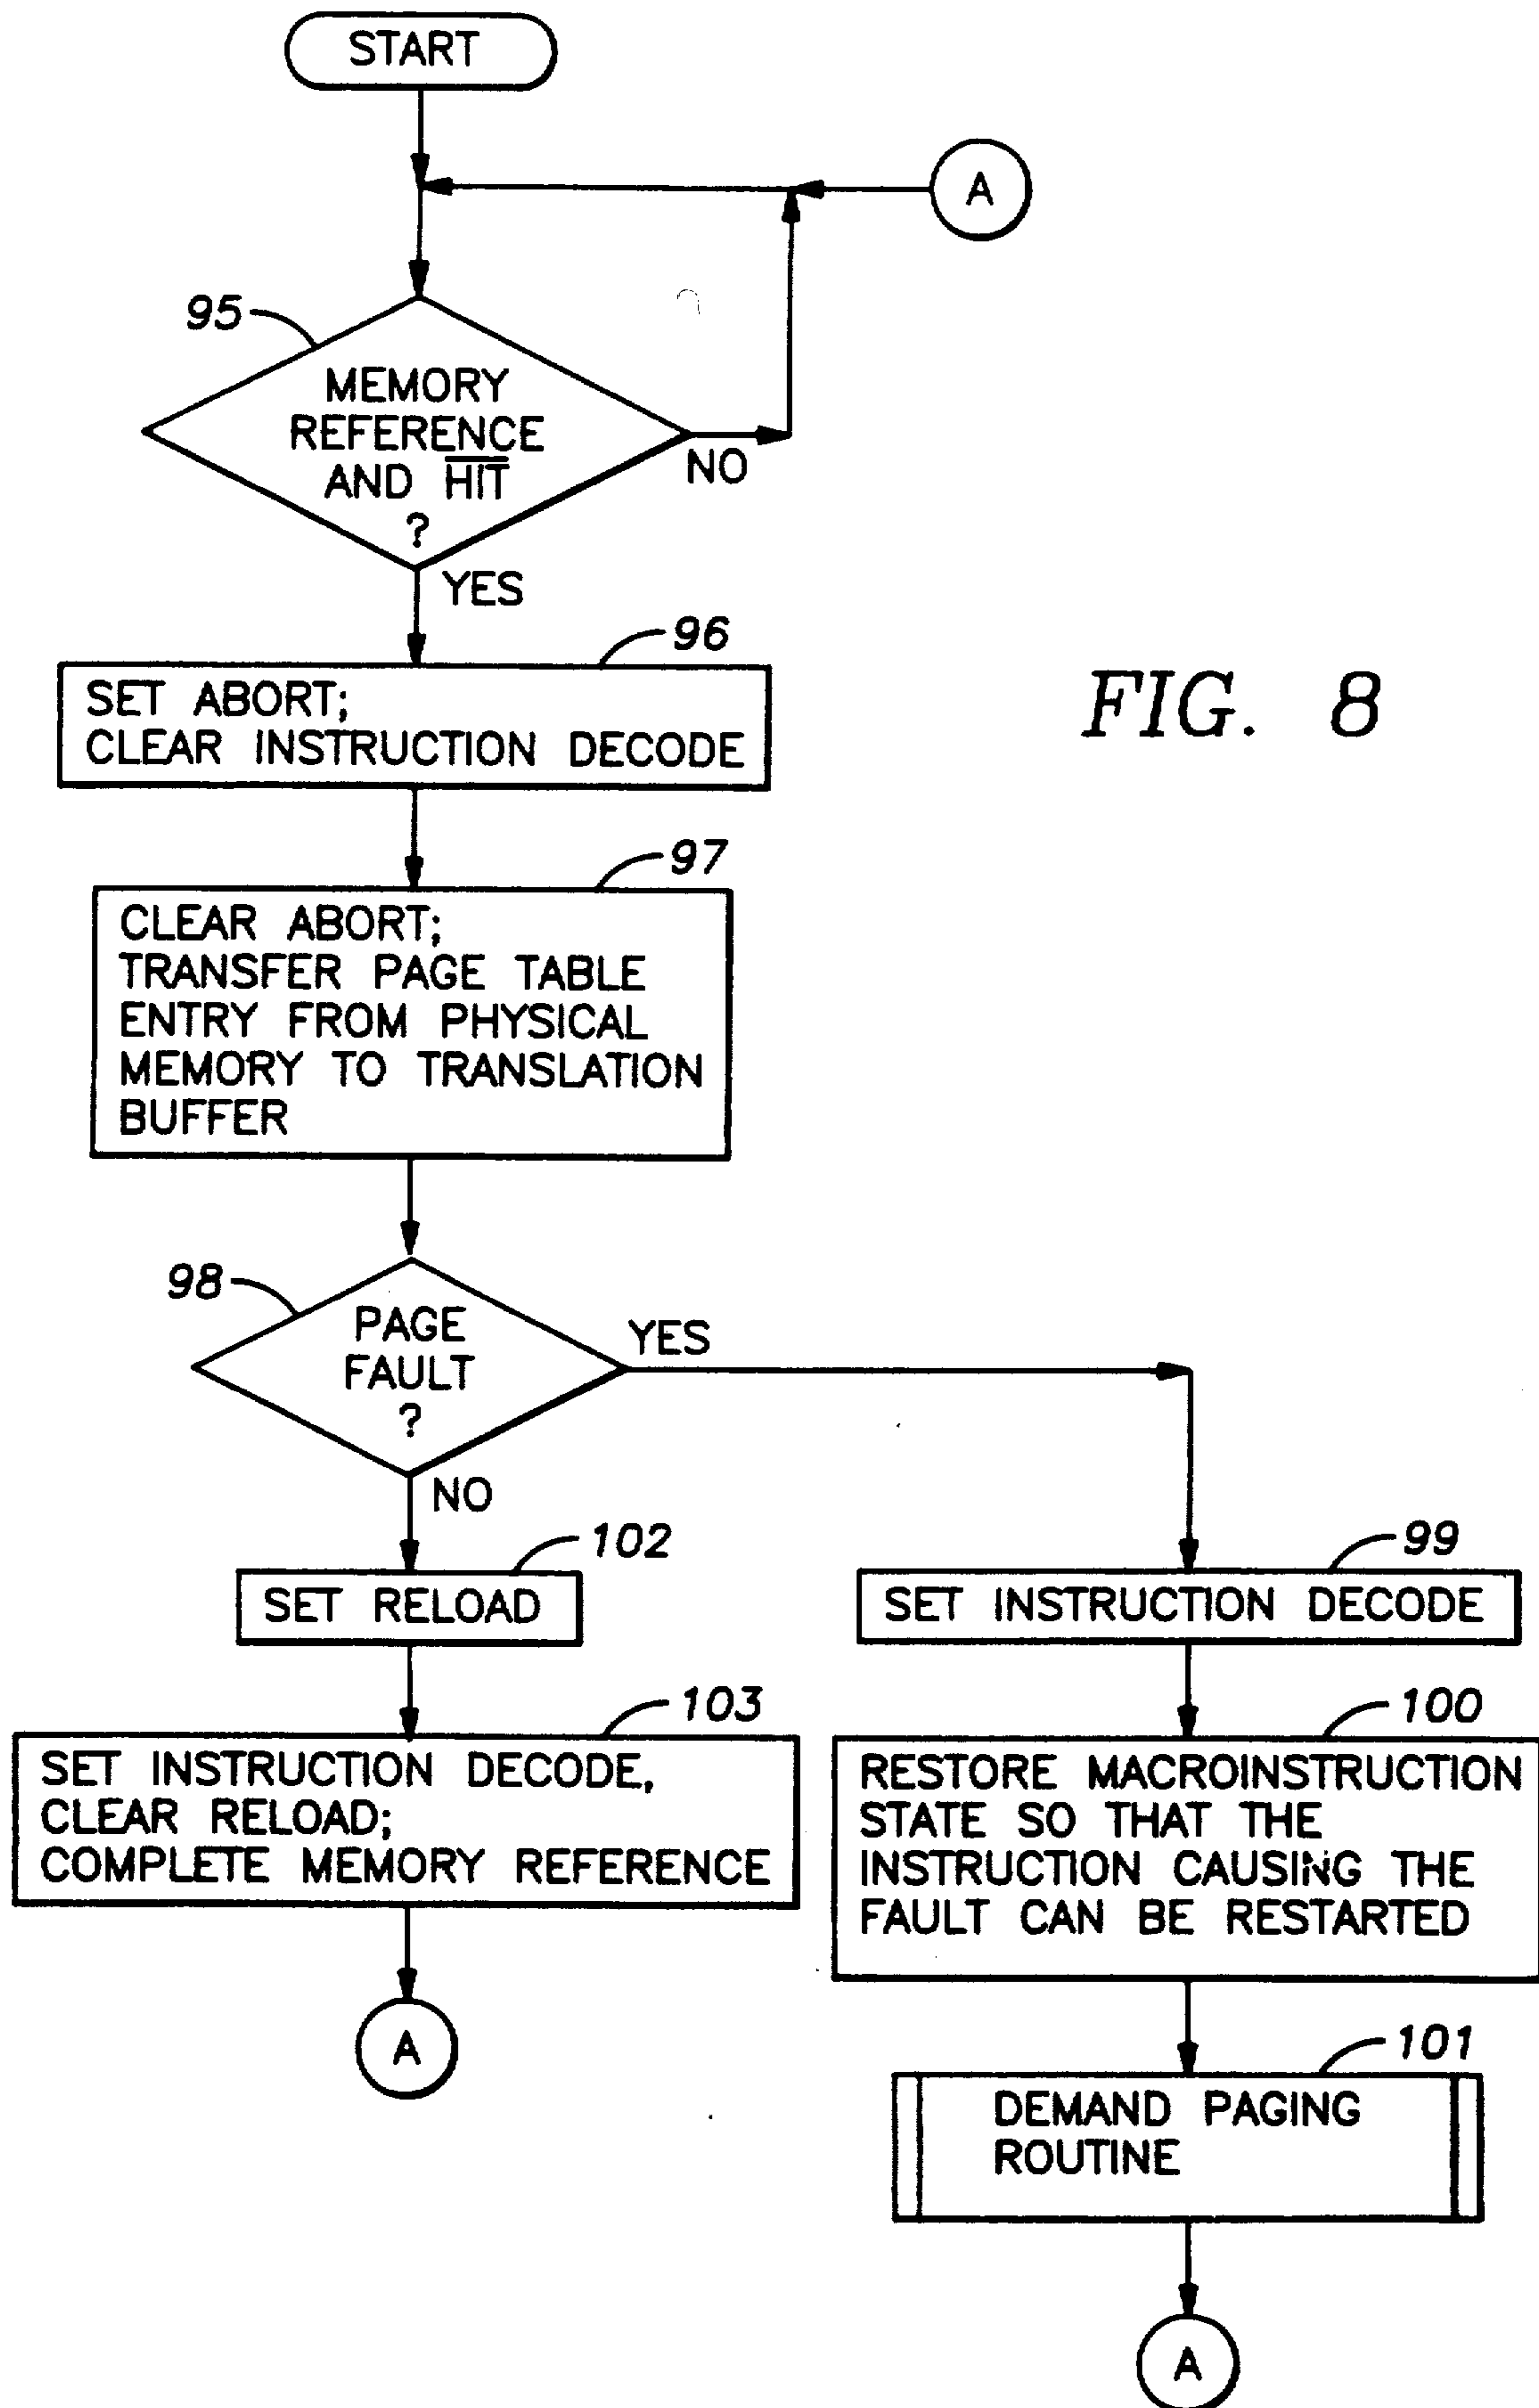 START
A
95
MEMORY
REFERENCE
AND H̅I̅T̅
?
NO
YES
96
SET ABORT;
CLEAR INSTRUCTION DECODE
FIG. 8
97
CLEAR ABORT;
TRANSFER PAGE TABLE
ENTRY FROM PHYSICAL
MEMORY TO TRANSLATION
BUFFER
98
PAGE
FAULT
?
YES
NO
102
SET RELOAD
99
SET INSTRUCTION DECODE
103
SET INSTRUCTION DECODE,
CLEAR RELOAD;
COMPLETE MEMORY REFERENCE
100
RESTORE MACROINSTRUCTION
STATE SO THAT THE
INSTRUCTION CAUSING THE
FAULT CAN BE RESTARTED
A
101
DEMAND PAGING
ROUTINE
A